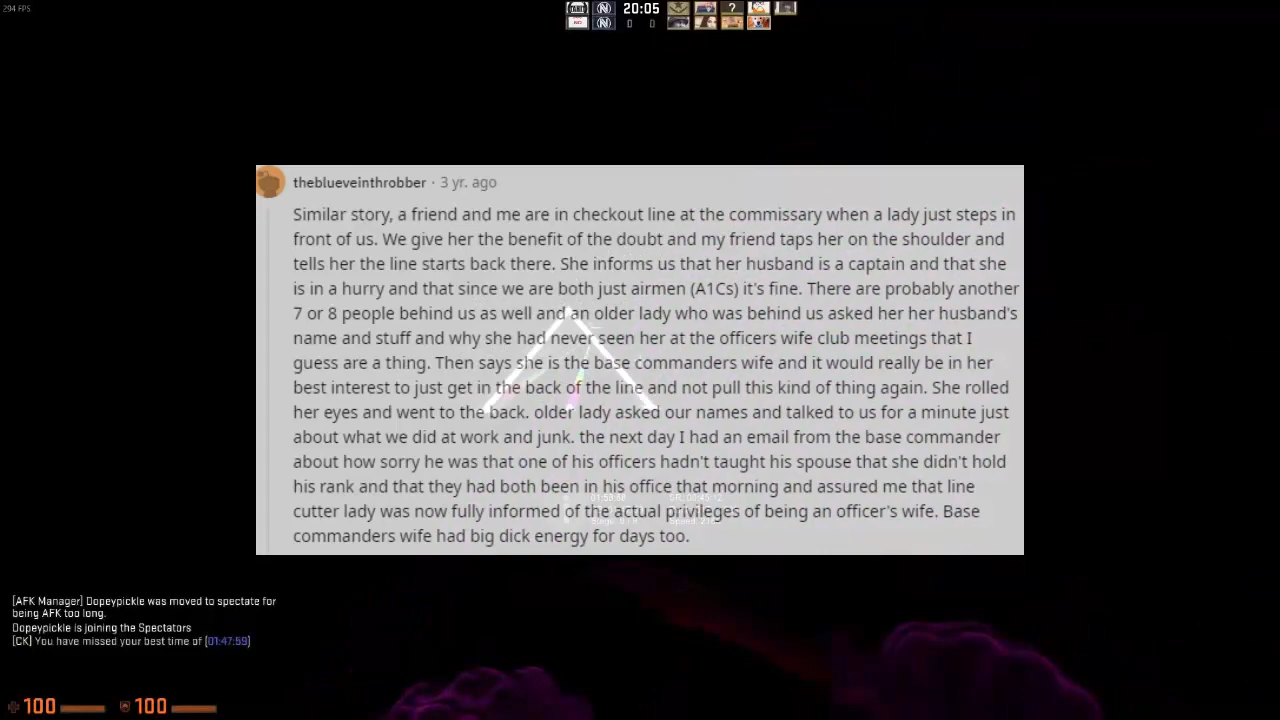 294 FPS
20:05
0 0
NO
?
theblueveinthrobber · 3 yr. ago
Similar story, a friend and me are in checkout line at the commissary when a lady just steps in
front of us. We give her the benefit of the doubt and my friend taps her on the shoulder and
tells her the line starts back there. She informs us that her husband is a captain and that she
is in a hurry and that since we are both just airmen (A1Cs) it's fine. There are probably another
7 or 8 people behind us as well and an older lady who was behind us asked her her husband's
name and stuff and why she had never seen her at the officers wife club meetings that I
guess are a thing. Then says she is the base commanders wife and it would really be in her
best interest to just get in the back of the line and not pull this kind of thing again. She rolled
her eyes and went to the back. older lady asked our names and talked to us for a minute just
about what we did at work and junk. the next day I had an email from the base commander
about how sorry he was that one of his officers hadn't taught his spouse that she didn't hold
his rank and that they had both been in his office that morning and assured me that line
cutter lady was now fully informed of the actual privileges of being an officer's wife. Base
commanders wife had big dick energy for days too.
[AFK Manager] Dopeypickle was moved to spectate for
being AFK too long.
Dopeypickle is joining the Spectators
[CK] You have missed your best time of [01:47:59]
100 100